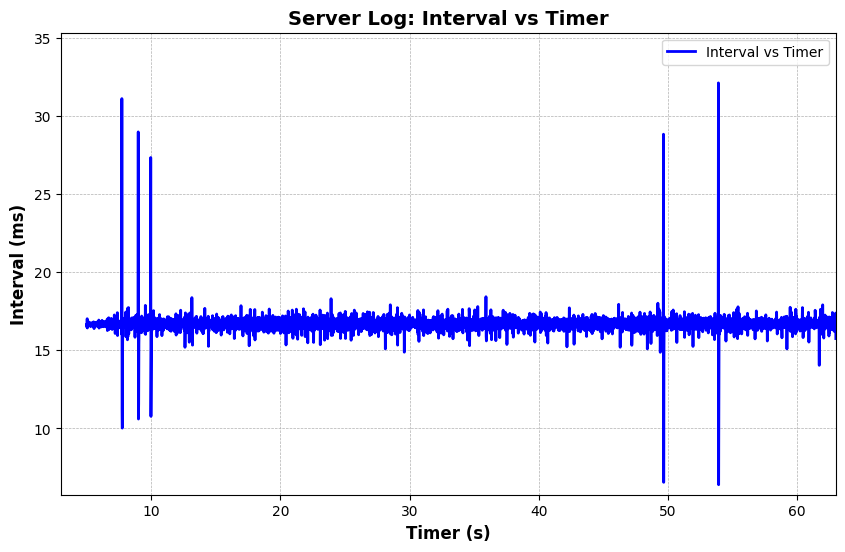 Server Log: Interval vs Timer
Interval vs Timer
35
30
25
20
15
10
Interval (ms)
10 20 30 40 50 60
Timer (s)